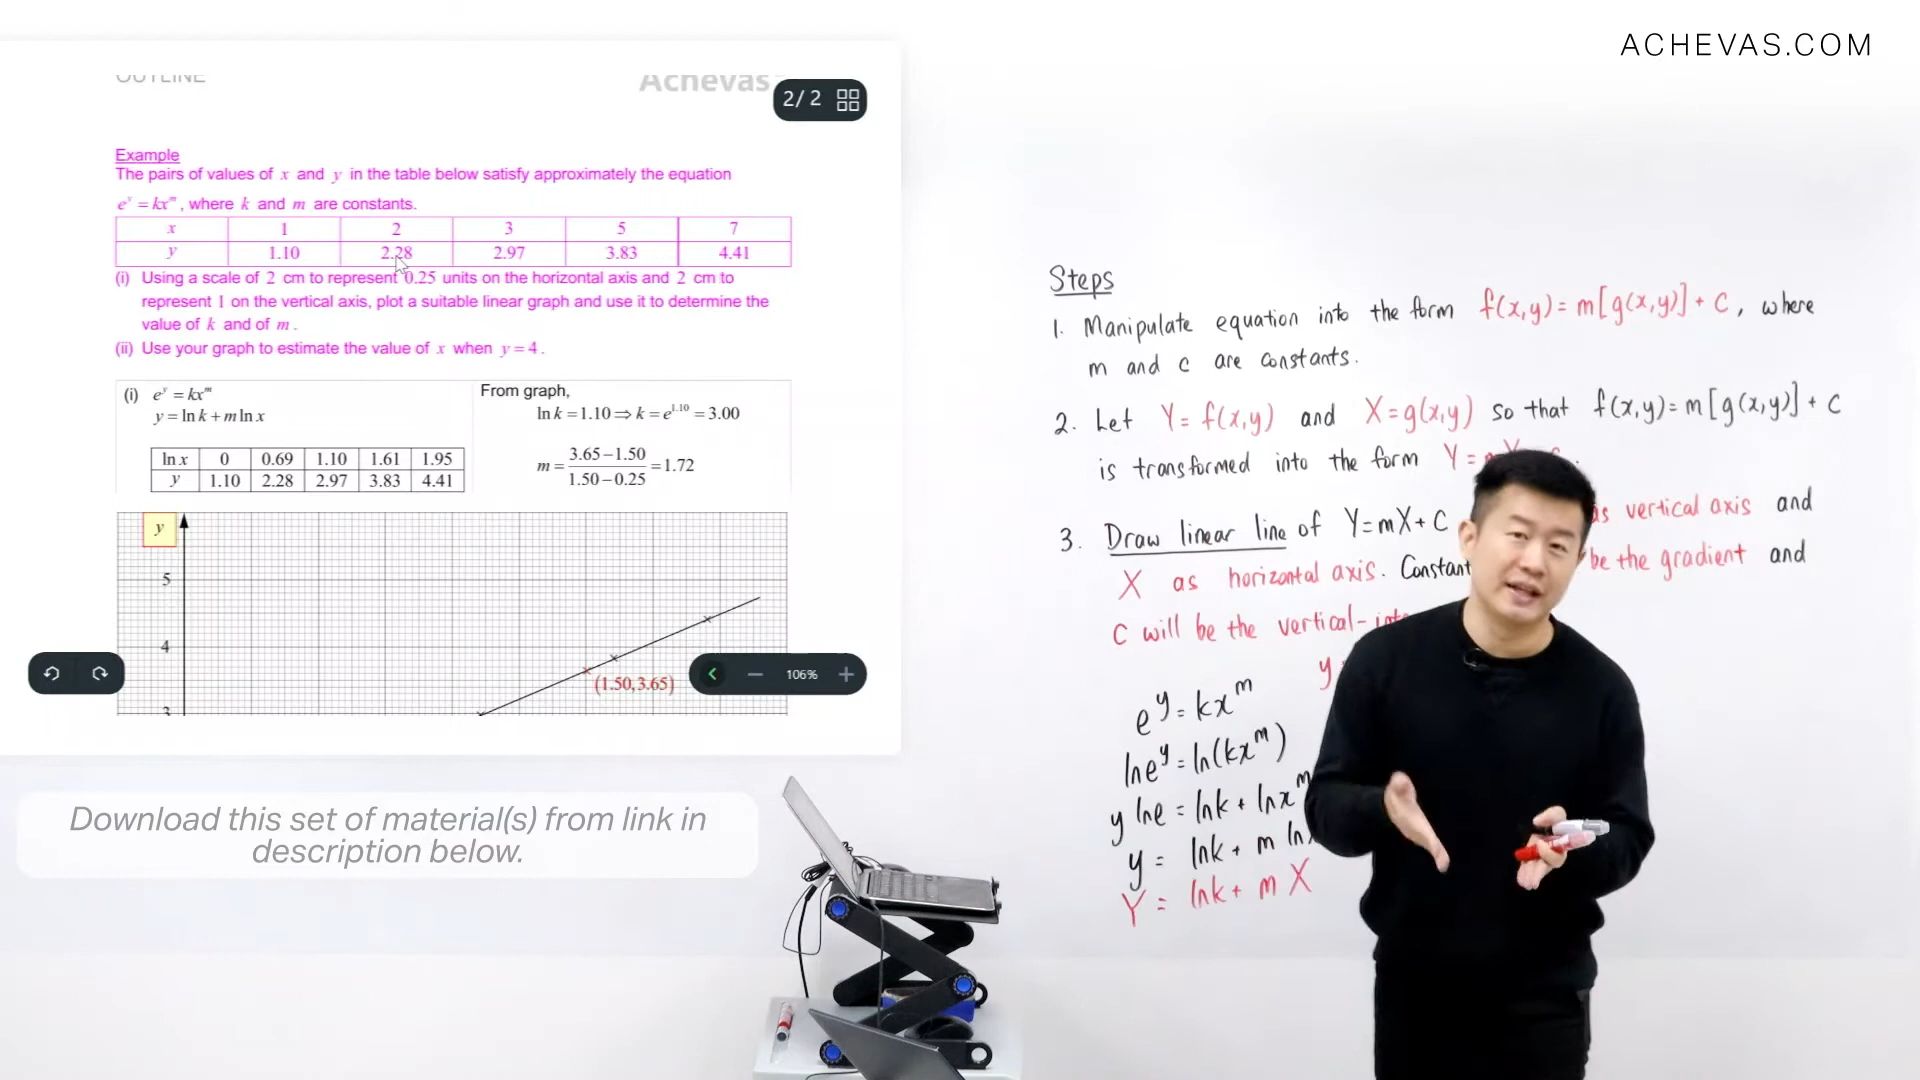 ACHEVAS.COM
OUTLINE
Achevas
2/ 2
Example
The pairs of values of x and y in the table below satisfy approximately the equation
e^y = kx^m, where k and m are constants.
x 1 2 3 5 7
y 1.10 2.28 2.97 3.83 4.41
(i) Using a scale of 2 cm to represent 0.25 units on the horizontal axis and 2 cm to
represent 1 on the vertical axis, plot a suitable linear graph and use it to determine the
value of k and of m.
(ii) Use your graph to estimate the value of x when y = 4.
(i) e^y = kx^m
y = ln k + m ln x
ln x 0 0.69 1.10 1.61 1.95
y 1.10 2.28 2.97 3.83 4.41
From graph,
ln k = 1.10 ⇒ k = e^1.10 = 3.00
m = (3.65 − 1.50)/(1.50 − 0.25) = 1.72
y
5
4
3
(1.50,3.65)
106%
Download this set of material(s) from link in
description below.
Steps
1. Manipulate equation into the form f(x,y) = m[g(x,y)] + C, where
m and c are constants.
2. Let Y = f(x,y) and X = g(x,y) so that f(x,y) = m[g(x,y)] + C
is transformed into the form Y =
3. Draw linear line of Y = mX + C as vertical axis and
X as horizontal axis. Constant be the gradient and
C will be the vertical-
y
e^y = kx^m
ln e^y = ln(kx^m)
y ln e = ln k + ln x^m
y = ln k + m ln
Y = ln k + m X